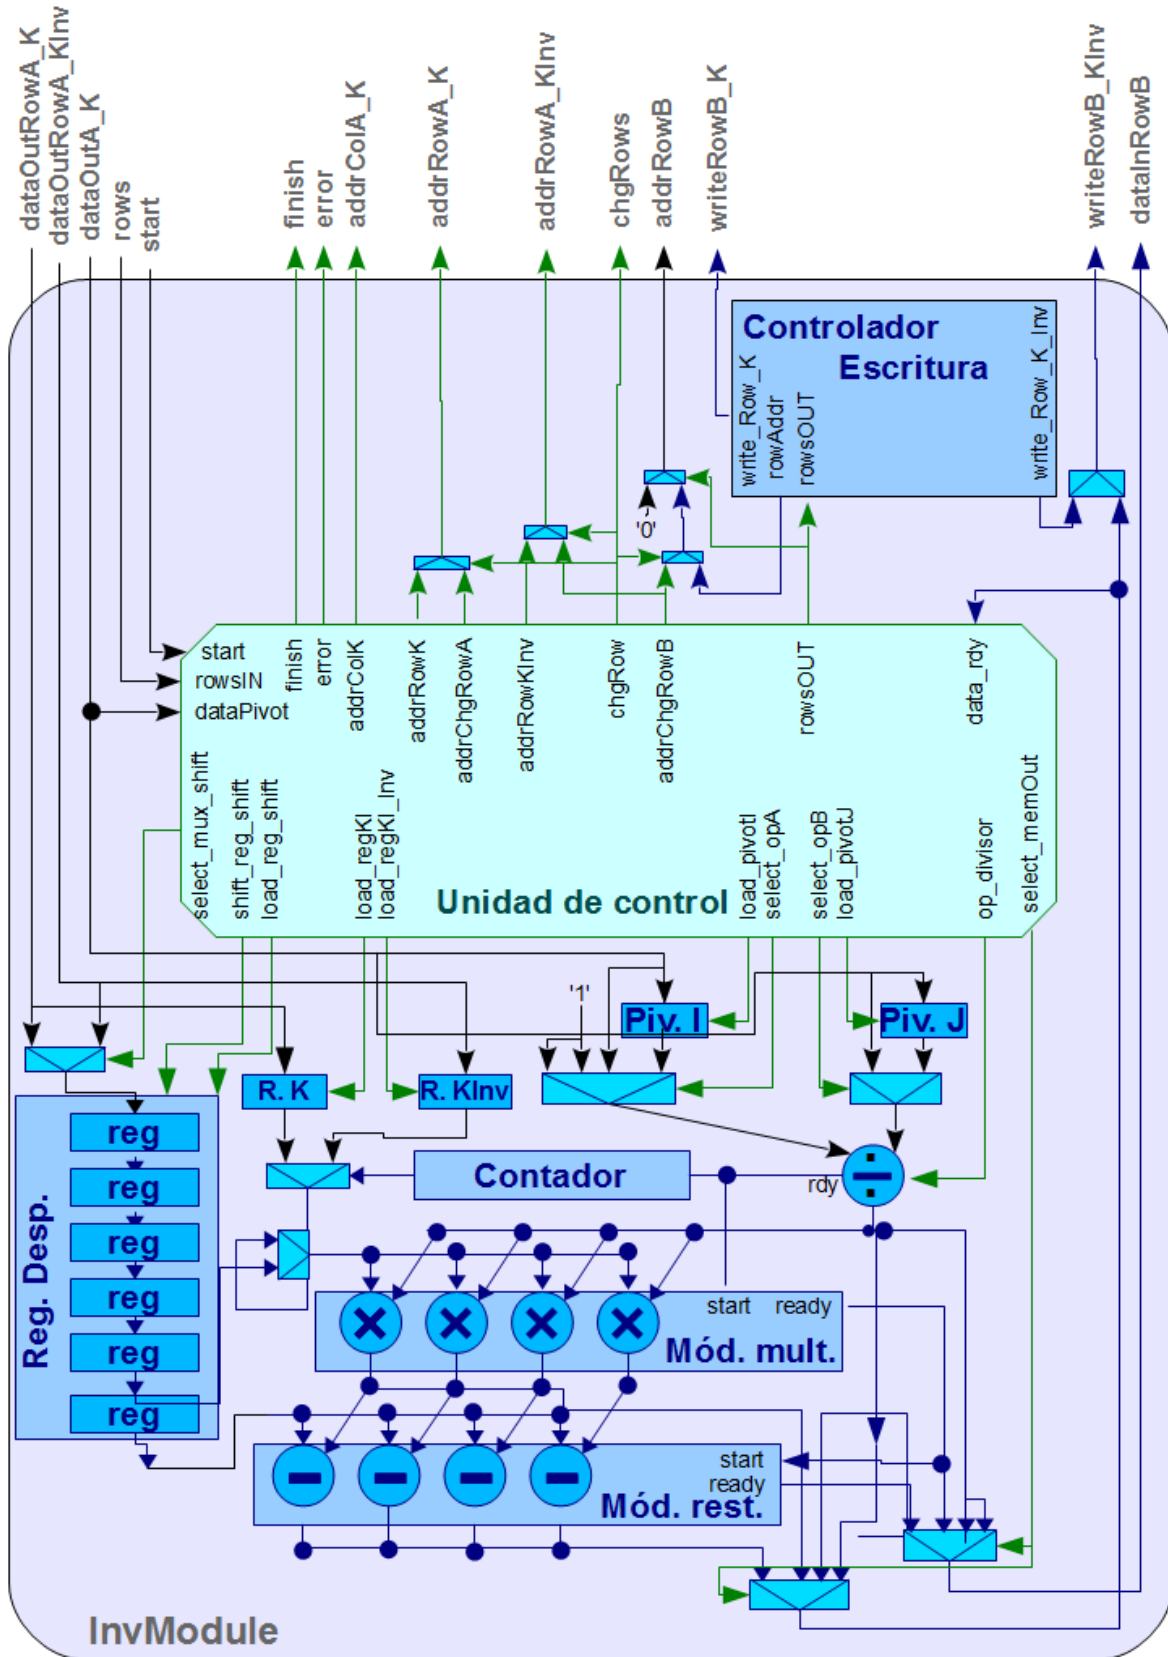 dataOutRowA_K
dataOutRowA_KInv
dataOutA_K
rows
start
finish
error
addrColA_K
addrRowA_K
addrRowA_KInv
chgRows
addrRowB
writeRowB_K
writeRowB_KInv
dataInRowB
Controlador
Escritura
write_Row_K
rowAddr
rowsOUT
write_Row_K_Inv
'0'
start
rowsIN
dataPivot
finish
error
addrColK
addrRowK
addrChgRowA
addrRowKInv
chgRow
addrChgRowB
rowsOUT
data_rdy
select_mux_shift
shift_reg_shift
load_reg_shift
load_regKI
load_regKI_Inv
load_pivotI
select_opA
select_opB
load_pivotJ
op_divisor
select_memOut
Unidad de control
'1'
Piv. I
Piv. J
R. K
R. KInv
Reg. Desp.
reg
reg
reg
reg
reg
reg
Contador
rdy
start ready
Mód. mult.
start
ready
Mód. rest.
InvModule